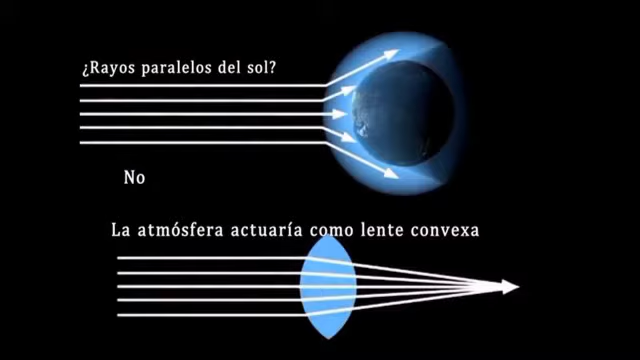 ¿Rayos paralelos del sol?
No
La atmósfera actuaría como lente convexa